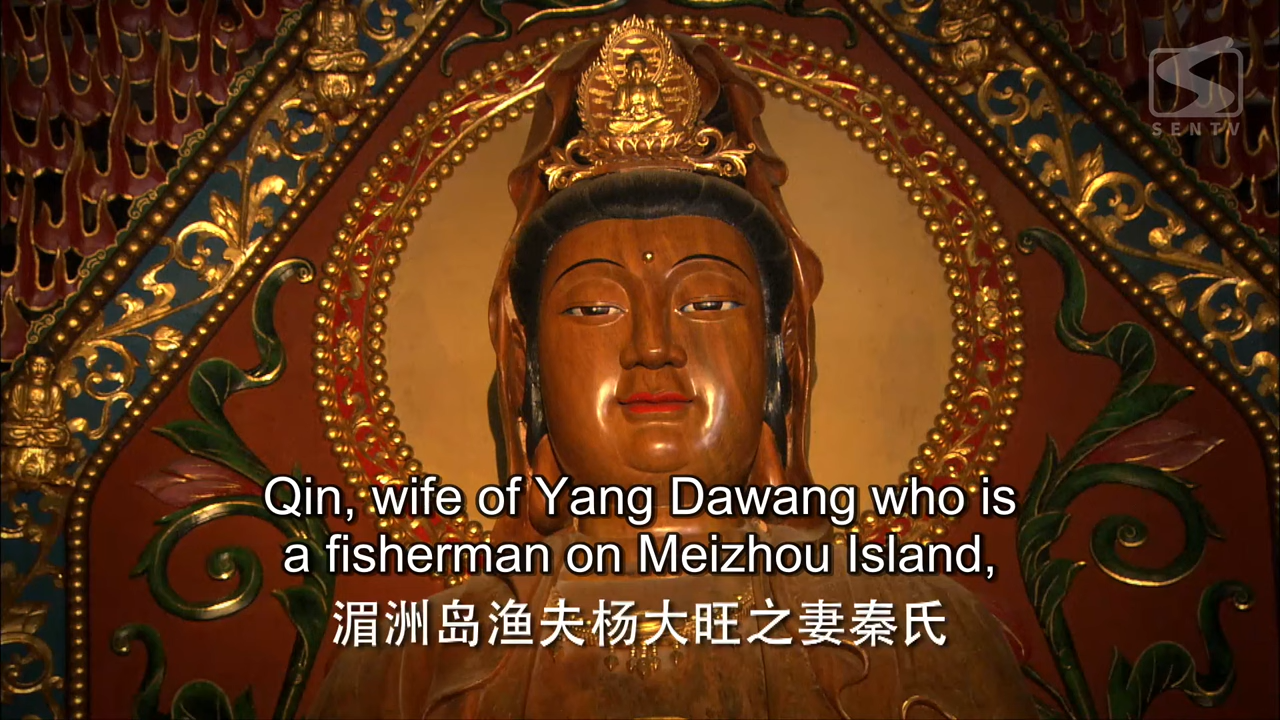 SENTV
Qin, wife of Yang Dawang who is
a fisherman on Meizhou Island,
湄洲岛渔夫杨大旺之妻秦氏